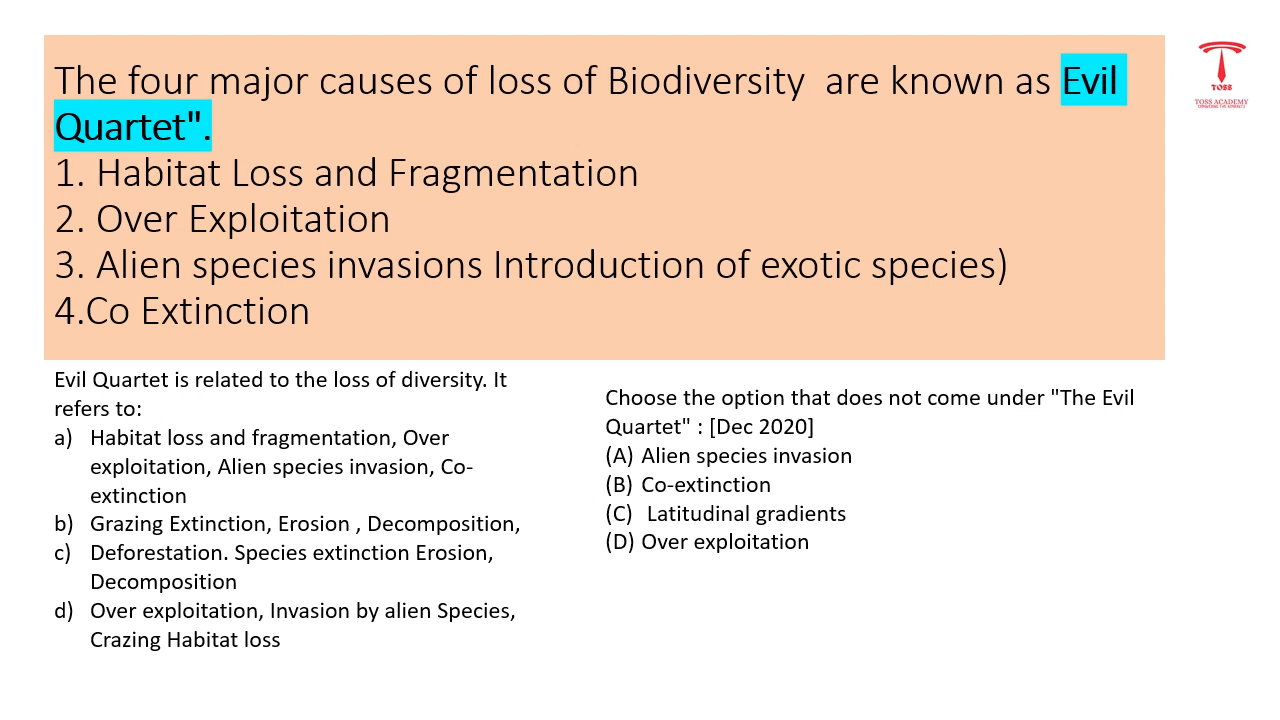 The four major causes of loss of Biodiversity  are known as Evil
Quartet".
1. Habitat Loss and Fragmentation
2. Over Exploitation
3. Alien species invasions Introduction of exotic species)
4.Co Extinction
TOSS
TOSS ACADEMY
Evil Quartet is related to the loss of diversity. It
refers to:
a) Habitat loss and fragmentation, Over
exploitation, Alien species invasion, Co-
extinction
b) Grazing Extinction, Erosion , Decomposition,
c) Deforestation. Species extinction Erosion,
Decomposition
d) Over exploitation, Invasion by alien Species,
Crazing Habitat loss
Choose the option that does not come under "The Evil
Quartet" : [Dec 2020]
(A) Alien species invasion
(B) Co-extinction
(C)  Latitudinal gradients
(D) Over exploitation